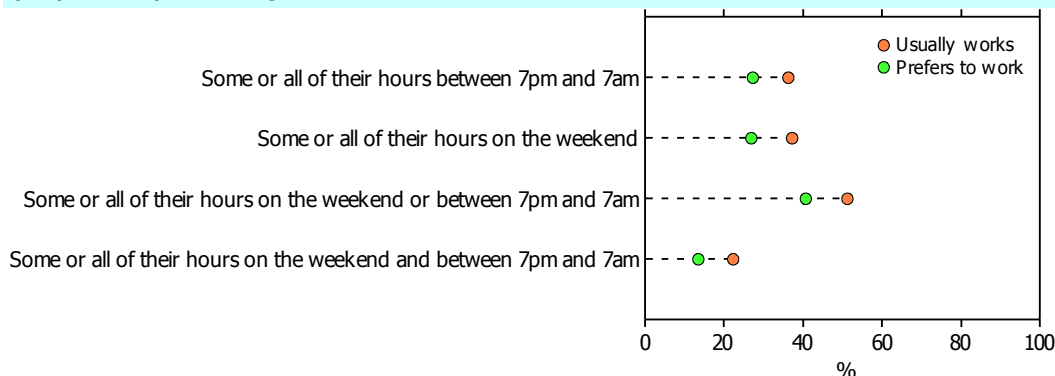 Usually works
Prefers to work
Some or all of their hours between 7pm and 7am
Some or all of their hours on the weekend
Some or all of their hours on the weekend or between 7pm and 7am
Some or all of their hours on the weekend and between 7pm and 7am
0 20 40 60 80 100
%